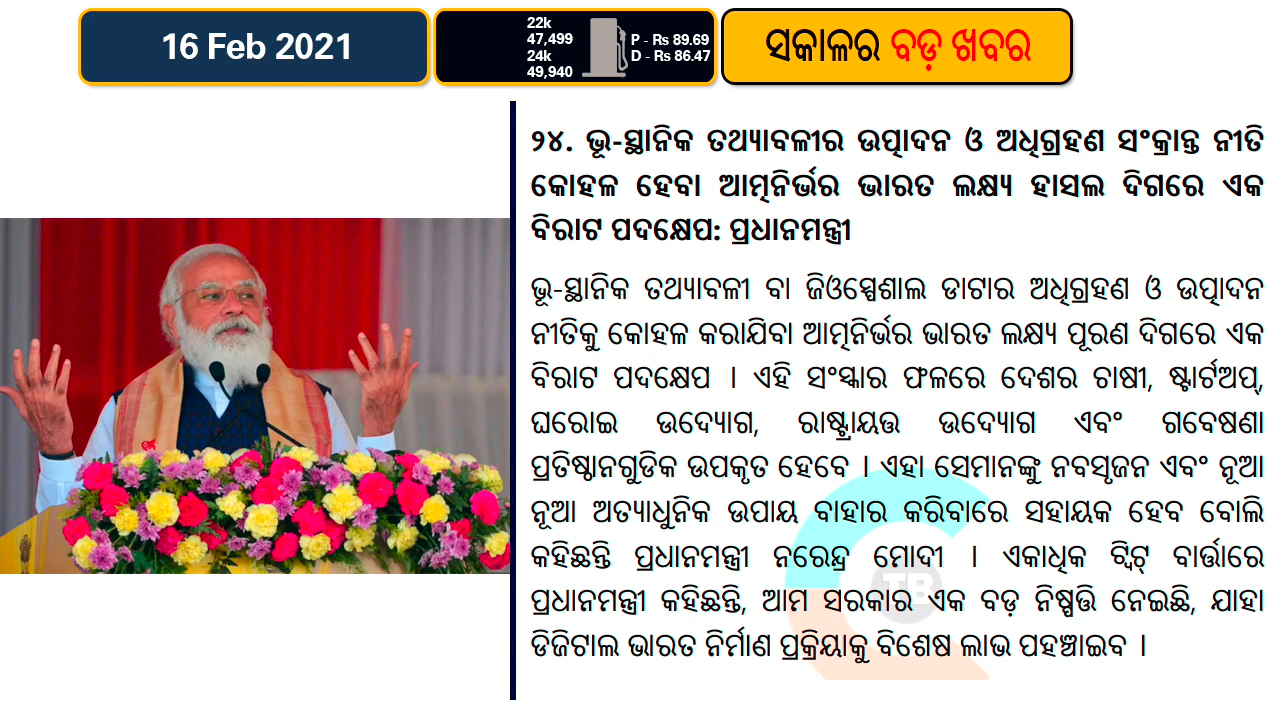 16 Feb 2021
22k
47,499
24k
49,940
P - Rs 89.69
D - Rs 86.47
ସକାଳର ବଡ଼ ଖବର
୨୪. ଭୂ-ସ୍ଥାନିକ ତଥ୍ୟାବଳୀର ଉତ୍ପାଦନ ଓ ଅଧିଗ୍ରହଣ ସଂକ୍ରାନ୍ତ ନୀତି
କୋହଳ ହେବା ଆତ୍ମନିର୍ଭର ଭାରତ ଲକ୍ଷ୍ୟ ହାସଲ ଦିଗରେ ଏକ
ବିରାଟ ପଦକ୍ଷେପ: ପ୍ରଧାନମନ୍ତ୍ରୀ
ଭୂ-ସ୍ଥାନିକ ତଥ୍ୟାବଳୀ ବା ଜିଓସ୍ପେଶାଲ ଡାଟାର ଅଧିଗ୍ରହଣ ଓ ଉତ୍ପାଦନ
ନୀତିକୁ କୋହଳ କରାଯିବା ଆତ୍ମନିର୍ଭର ଭାରତ ଲକ୍ଷ୍ୟ ପୂରଣ ଦିଗରେ ଏକ
ବିରାଟ ପଦକ୍ଷେପ । ଏହି ସଂସ୍କାର ଫଳରେ ଦେଶର ଚାଷୀ, ଷ୍ଟାର୍ଟଅପ୍,
ଘରୋଇ ଉଦ୍ୟୋଗ, ରାଷ୍ଟ୍ରାୟତ୍ତ ଉଦ୍ୟୋଗ ଏବଂ ଗବେଷଣା
ପ୍ରତିଷ୍ଠାନଗୁଡିକ ଉପକୃତ ହେବେ । ଏହା ସେମାନଙ୍କୁ ନବସୃଜନ ଏବଂ ନୂଆ
ନୂଆ ଅତ୍ୟାଧୁନିକ ଉପାୟ ବାହାର କରିବାରେ ସହାୟକ ହେବ ବୋଲି
କହିଛନ୍ତି ପ୍ରଧାନମନ୍ତ୍ରୀ ନରେନ୍ଦ୍ର ମୋଦୀ । ଏକାଧିକ ଟ୍ୱିଟ୍ ବାର୍ତ୍ତାରେ
ପ୍ରଧାନମନ୍ତ୍ରୀ କହିଛନ୍ତି, ଆମ ସରକାର ଏକ ବଡ଼ ନିଷ୍ପତ୍ତି ନେଇଛି, ଯାହା
ଡିଜିଟାଲ ଭାରତ ନିର୍ମାଣ ପ୍ରକ୍ରିୟାକୁ ବିଶେଷ ଲାଭ ପହଞ୍ଚାଇବ ।
TB